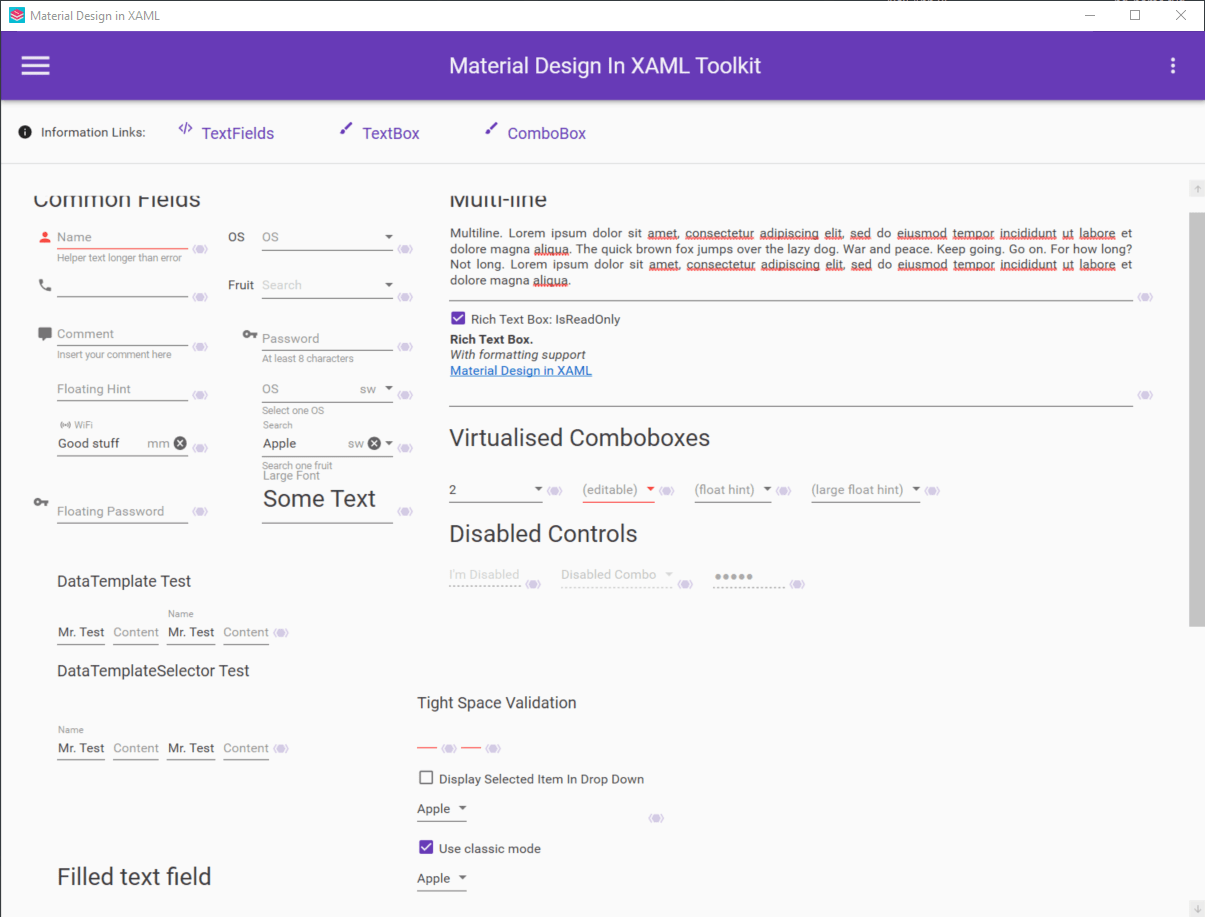 Material Design in XAML
Material Design In XAML Toolkit
Information Links:
TextFields
TextBox
ComboBox
Common Fields
Name
Helper text longer than error
OS
OS
Fruit
Search
Comment
Insert your comment here
Password
At least 8 characters
Floating Hint
OS
sw
Select one OS
WiFi
Good stuff
mm
Search
Apple
sw
Search one fruit
Large Font
Some Text
Floating Password
DataTemplate Test
Name
Mr. Test Content Mr. Test Content
DataTemplateSelector Test
Name
Mr. Test Content Mr. Test Content
Filled text field
Multi-line
Multiline. Lorem ipsum dolor sit amet, consectetur adipiscing elit, sed do eiusmod tempor incididunt ut labore et
dolore magna aliqua. The quick brown fox jumps over the lazy dog. War and peace. Keep going. Go on. For how long?
Not long. Lorem ipsum dolor sit amet, consectetur adipiscing elit, sed do eiusmod tempor incididunt ut labore et
dolore magna aliqua.
Rich Text Box: IsReadOnly
Rich Text Box.
With formatting support
Material Design in XAML
Virtualised Comboboxes
2
(editable)
(float hint)
(large float hint)
Disabled Controls
I'm Disabled
Disabled Combo
Tight Space Validation
Display Selected Item In Drop Down
Apple
Use classic mode
Apple